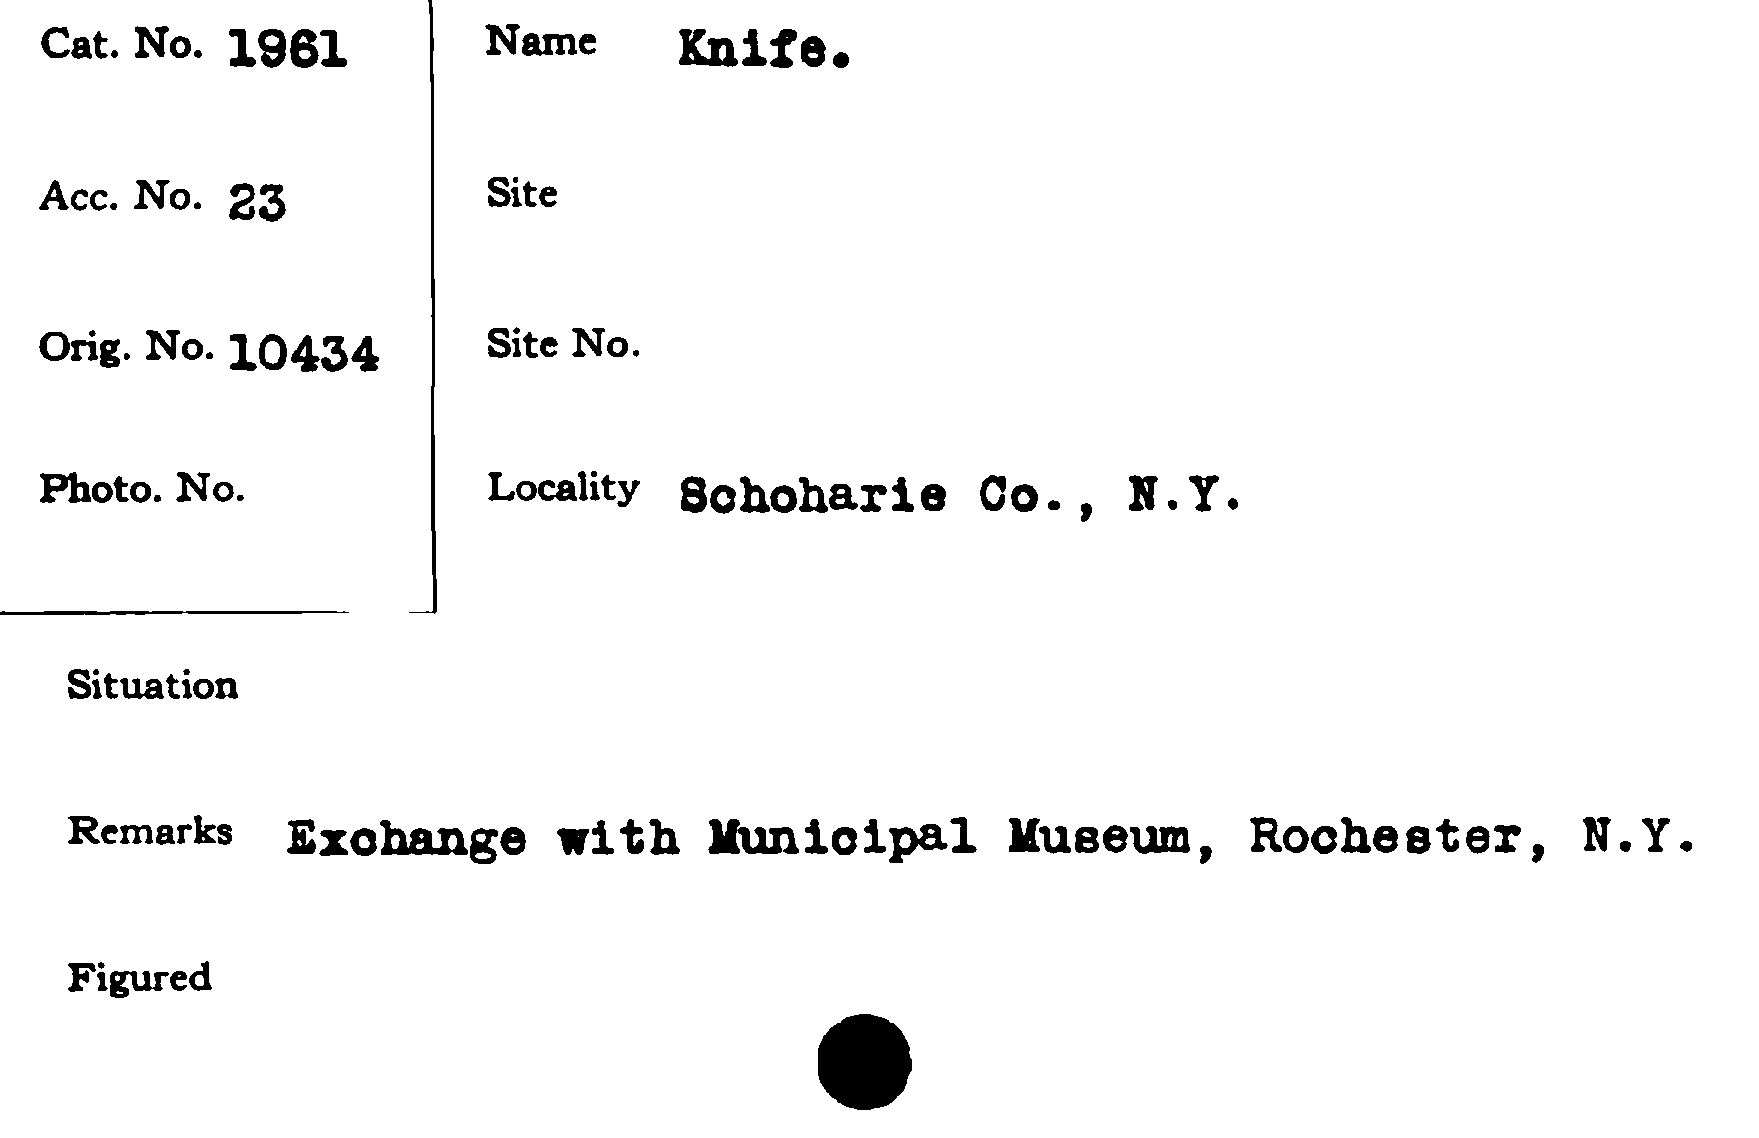 Cat. No. 1961
Name Knife.
Acc. No. 23
Site
Orig. No. 10434
Site No.
Photo. No.
Locality Schoharie Co., N.Y.
Situation
Remarks Exchange with Municipal Museum, Rochester, N.Y.
Figured